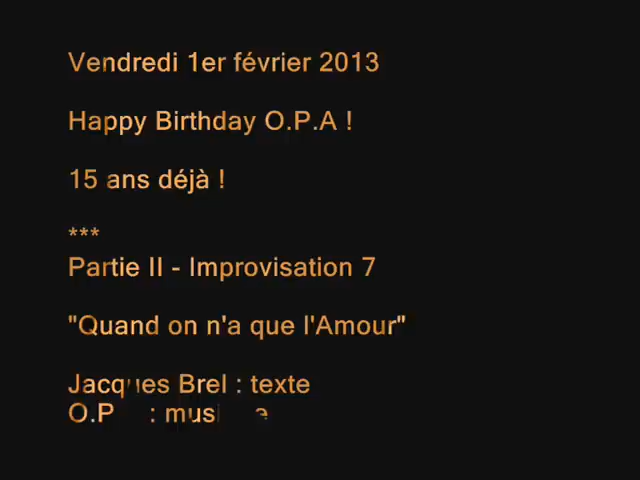 Vendredi 1er février 2013
Happy Birthday O.P.A !
15 ans déjà !
***
Partie II - Improvisation 7
"Quand on n'a que l'Amour"
Jacques Brel : texte
: